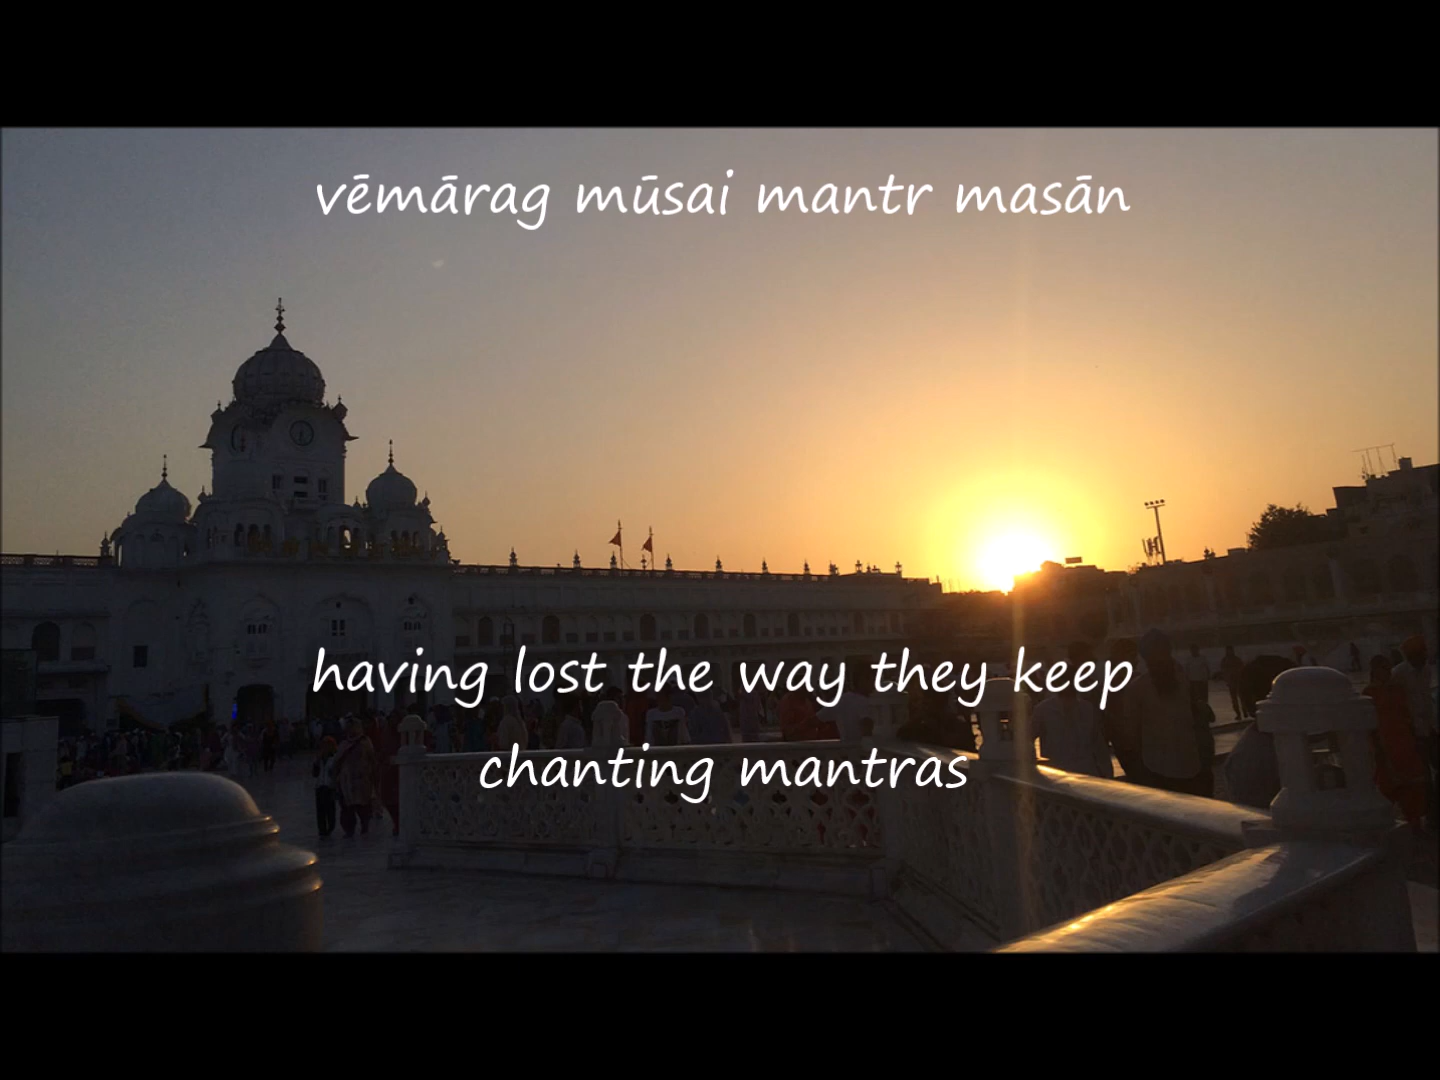 vēmārag mūsai mantr masān
having lost the way they keep
chanting mantras